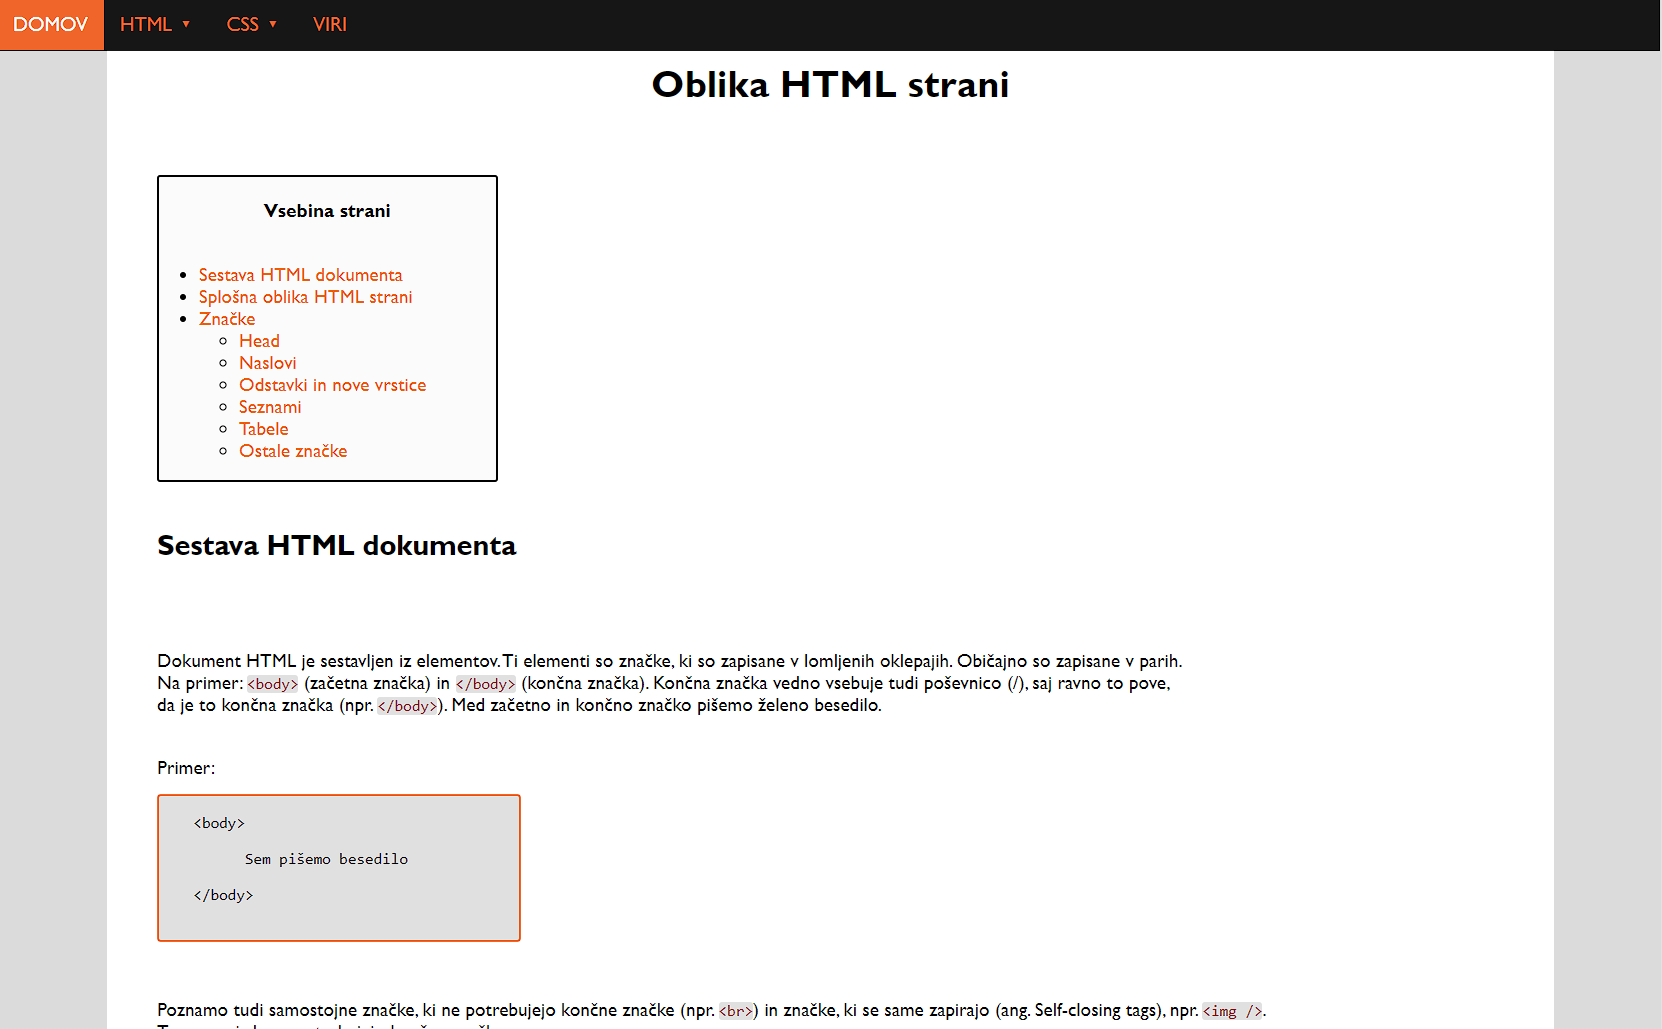 DOMOV HTML ▼ CSS ▼ VIRI
Oblika HTML strani
Vsebina strani
Sestava HTML dokumenta
Splošna oblika HTML strani
Značke
Head
Naslovi
Odstavki in nove vrstice
Seznami
Tabele
Ostale značke
Sestava HTML dokumenta
Dokument HTML je sestavljen iz elementov. Ti elementi so značke, ki so zapisane v lomljenih oklepajih. Običajno so zapisane v parih.
Na primer: <body> (začetna značka) in </body> (končna značka). Končna značka vedno vsebuje tudi poševnico (/), saj ravno to pove,
da je to končna značka (npr. </body>). Med začetno in končno značko pišemo želeno besedilo.
Primer:
<body>
Sem pišemo besedilo
</body>
Poznamo tudi samostojne značke, ki ne potrebujejo končne značke (npr. <br>) in značke, ki se same zapirajo (ang. Self-closing tags), npr. <img />.